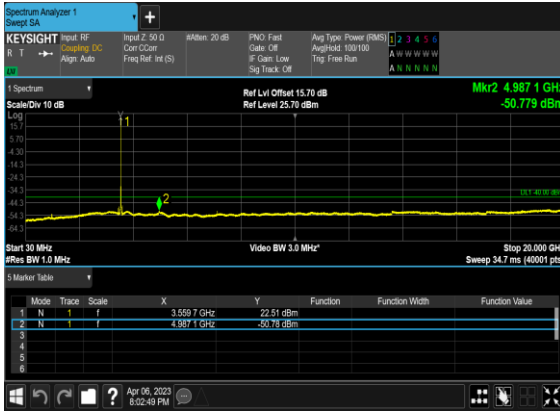 Spectrum Analyzer 1
Swept SA
+
KEYSIGHT Input: RF Input Z: 50 Ω #Atten: 20 dB PNO: Fast Avg Type: Power (RMS) 1 2 3 4 5 6
R T Coupling: DC Corr CCorr Gate: Off Avg|Hold: 100/100 A W W W W W
Align: Auto Freq Ref: Int (S) IF Gain: Low Trig: Free Run
Sig Track: Off A N N N N N
1 Spectrum Ref Lvl Offset 15.70 dB Mkr2 4.987 1 GHz
Scale/Div 10 dB Ref Level 25.70 dBm -50.779 dBm
Log
15.7
5.70
-4.30
-14.3
-24.3
-34.3
-44.3
-54.3
-64.3
1
2
DL1 -40.00 dBm
Start 30 MHz Video BW 3.0 MHz* Stop 20.000 GHz
#Res BW 1.0 MHz Sweep 34.7 ms (40001 pts)
5 Marker Table
Mode Trace Scale X Y Function Function Width Function Value
1 N 1 f 3.559 7 GHz 22.51 dBm
2 N 1 f 4.987 1 GHz -50.78 dBm
3
4
5
6
? Apr 06, 2023
8:02:49 PM